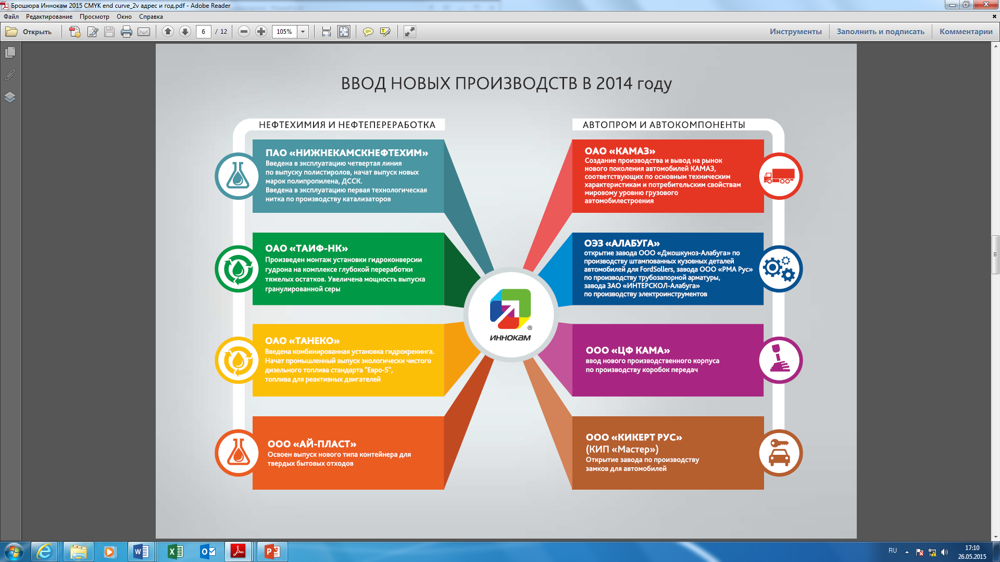 Брошюра Иннокам 2015 CMYK end curve_2v адрес и год.pdf - Adobe Reader
Файл Редактирование Просмотр Окно Справка
Открыть 6 / 12 105% Инструменты Заполнить и подписать Комментарии
ВВОД НОВЫХ ПРОИЗВОДСТВ В 2014 году
НЕФТЕХИМИЯ И НЕФТЕПЕРЕРАБОТКА
ПАО «НИЖНЕКАМСКНЕФТЕХИМ»
Введена в эксплуатацию четвертая линия
по выпуску полистиролов, начат выпуск новых
марок полипропилена, ДССК.
Введена в эксплуатацию первая технологическая
нитка по производству катализаторов
ОАО «ТАИФ-НК»
Произведен монтаж установки гидроконверсии
гудрона на комплексе глубокой переработки
тяжелых остатков. Увеличена мощность выпуска
гранулированной серы
ОАО «ТАНЕКО»
Введена комбинированная установка гидрокрекинга.
Начат промышленный выпуск экологически чистого
дизельного топлива стандарта "Евро-5",
топлива для реактивных двигателей
ООО «АЙ-ПЛАСТ»
Освоен выпуск нового типа контейнера для
твердых бытовых отходов
АВТОПРОМ И АВТОКОМПОНЕНТЫ
ОАО «КАМАЗ»
Создание производства и вывод на рынок
нового поколения автомобилей КАМАЗ,
соответствующих по основным техническим
характеристикам и потребительским свойствам
мировому уровню грузового
автомобилестроения
ОЭЗ «АЛАБУГА»
открытие завода ООО «Джошкуноз-Алабуга» по
производству штампованных кузовных деталей
автомобилей для FordSollers, завода ООО «РМА Рус»
по производству трубозапорной арматуры,
завода ЗАО «ИНТЕРСКОЛ-Алабуга»
по производству электроинструментов
ООО «ЦФ КАМА»
ввод нового производственного корпуса
по производству коробок передач
ООО «КИКЕРТ РУС»
(КИП «Мастер»)
Открытие завода по производству
замков для автомобилей
®
ИННОКАМ
RU
17:10
26.05.2015